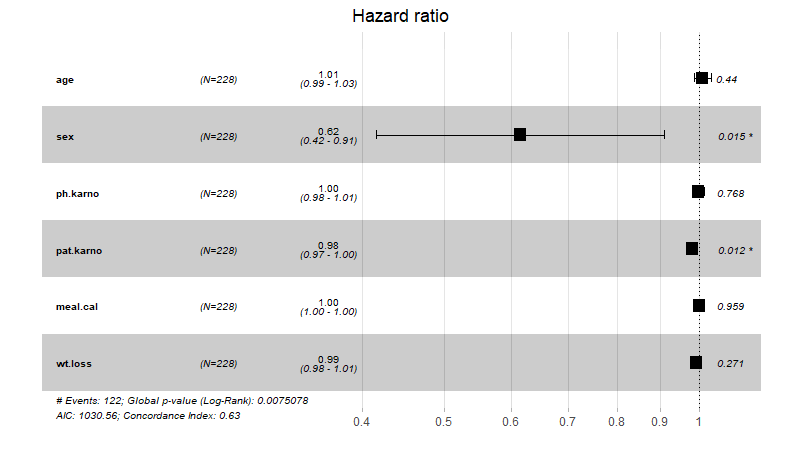 Hazard ratio
age (N=228) 1.01 0.44
(0.99 - 1.03)
sex (N=228) 0.62 0.015 *
(0.42 - 0.91)
ph.karno (N=228) 1.00 0.768
(0.98 - 1.01)
pat.karno (N=228) 0.98 0.012 *
(0.97 - 1.00)
meal.cal (N=228) 1.00 0.959
(1.00 - 1.00)
wt.loss (N=228) 0.99 0.271
(0.98 - 1.01)
# Events: 122; Global p-value (Log-Rank): 0.0075078
AIC: 1030.56; Concordance Index: 0.63
0.4 0.5 0.6 0.7 0.8 0.9 1